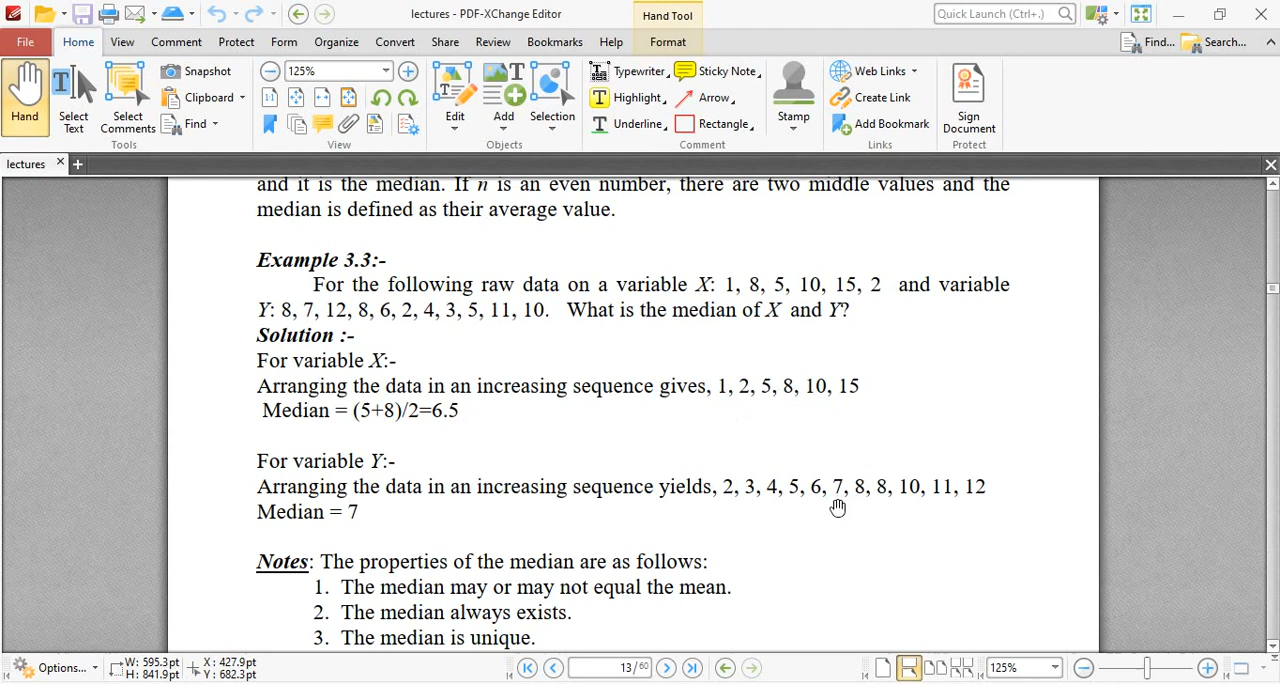 lectures - PDF-XChange Editor
Hand Tool
Quick Launch (Ctrl+.)
File Home View Comment Protect Form Organize Convert Share Review Bookmarks Help Format Find... Search...
Hand
Select Text
Select Comments
Snapshot
Clipboard
Find
Tools
125%
1:1
View
Edit
Add
Selection
Objects
Typewriter
Highlight
Underline
Sticky Note
Arrow
Rectangle
Stamp
Comment
Web Links
Create Link
Add Bookmark
Links
Sign Document
Protect
lectures
and it is the median. If n is an even number, there are two middle values and the
median is defined as their average value.
Example 3.3:-
For the following raw data on a variable X: 1, 8, 5, 10, 15, 2 and variable
Y: 8, 7, 12, 8, 6, 2, 4, 3, 5, 11, 10. What is the median of X and Y?
Solution :-
For variable X:-
Arranging the data in an increasing sequence gives, 1, 2, 5, 8, 10, 15
Median = (5+8)/2=6.5
For variable Y:-
Arranging the data in an increasing sequence yields, 2, 3, 4, 5, 6, 7, 8, 8, 10, 11, 12
Median = 7
Notes: The properties of the median are as follows:
1. The median may or may not equal the mean.
2. The median always exists.
3. The median is unique.
Options...
W: 595.3pt
H: 841.9pt
X: 427.9pt
Y: 682.3pt
13/60
125%